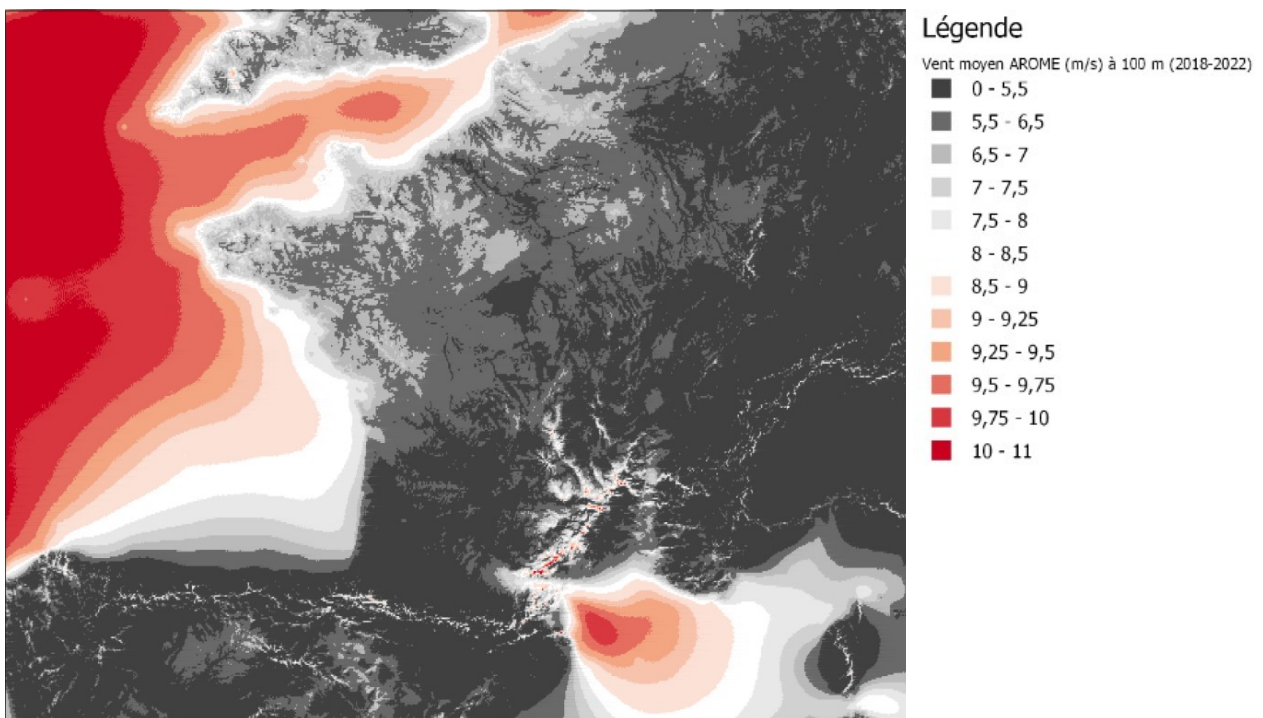 Légende
Vent moyen AROME (m/s) à 100 m (2018-2022)
0 - 5,5
5,5 - 6,5
6,5 - 7
7 - 7,5
7,5 - 8
8 - 8,5
8,5 - 9
9 - 9,25
9,25 - 9,5
9,5 - 9,75
9,75 - 10
10 - 11